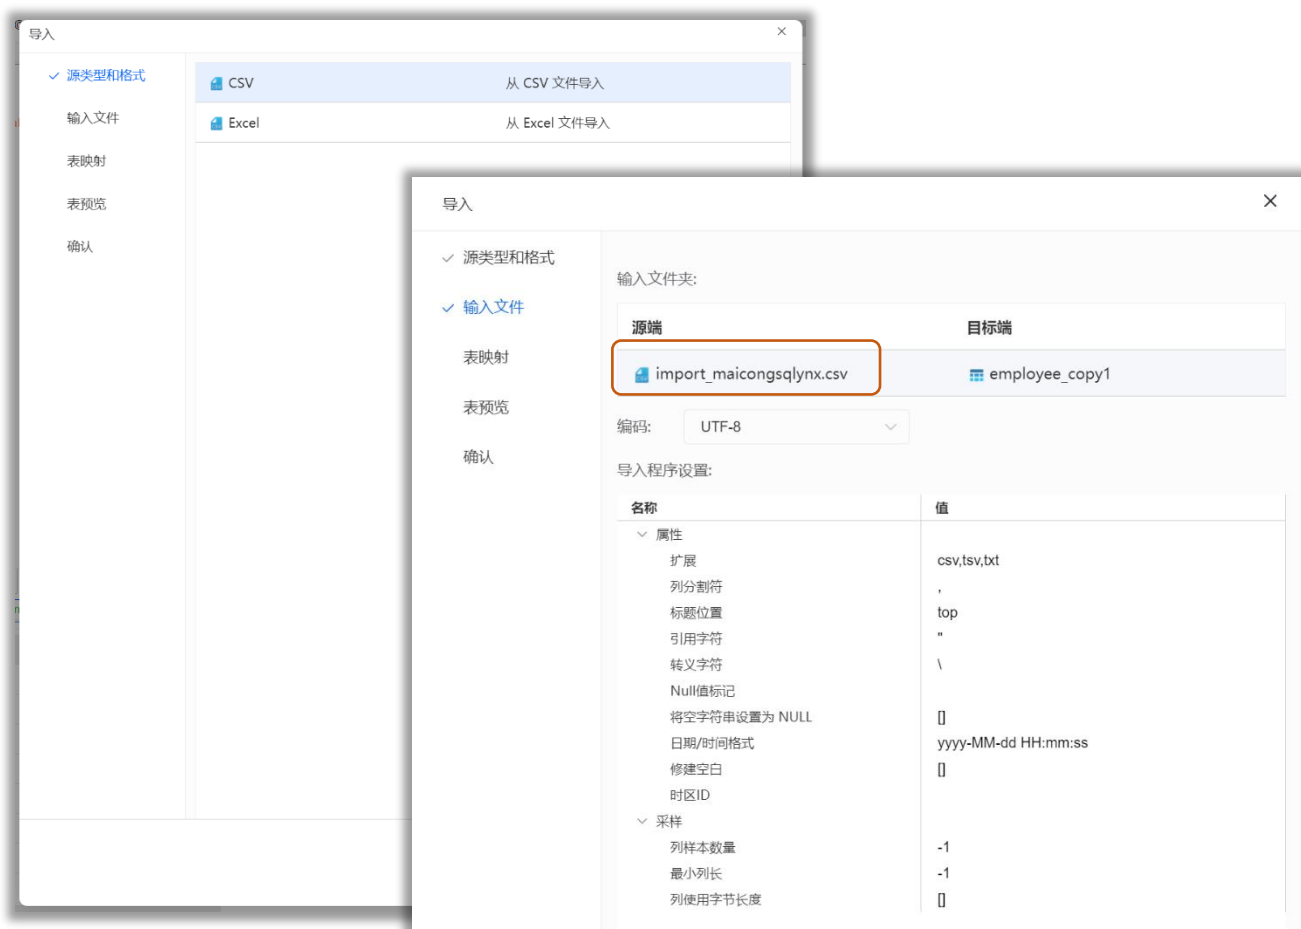 导入
源类型和格式
输入文件
表映射
表预览
确认
CSV 从 CSV 文件导入
Excel 从 Excel 文件导入
导入
源类型和格式
输入文件
表映射
表预览
确认
输入文件夹:
源端 目标端
import_maicongsqlynx.csv employee_copy1
编码: UTF-8
导入程序设置:
名称 值
属性
扩展 csv,tsv,txt
列分割符 ,
标题位置 top
引用字符 "
转义字符 \
Null值标记
将空字符串设置为 NULL []
日期/时间格式 yyyy-MM-dd HH:mm:ss
修建空白 []
时区ID
采样
列样本数量 -1
最小列长 -1
列使用字节长度 []